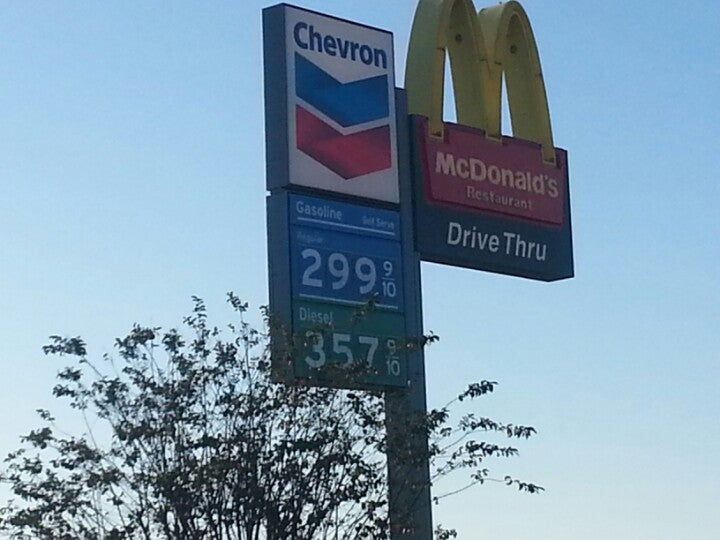 Chevron
Gasoline Self Serve
Regular
299 9/10
Diesel
357 9/10
McDonald's
Restaurant
Drive Thru